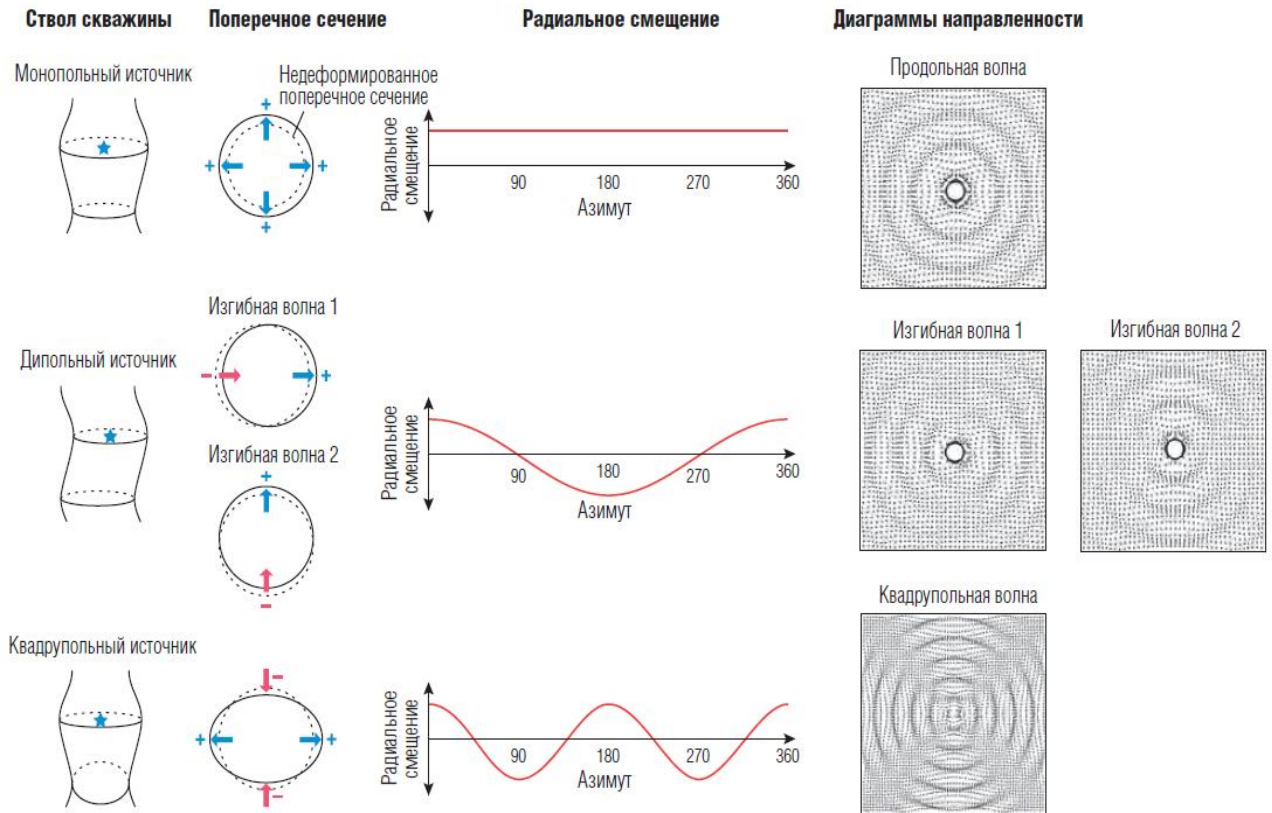 Ствол скважины
Поперечное сечение
Радиальное смещение
Диаграммы направленности
Монопольный источник
Недеформированное
поперечное сечение
+
+
+
+
Радиальное
смещение
90
180
270
360
Азимут
Продольная волна
Дипольный источник
Изгибная волна 1
–
+
Изгибная волна 2
+
–
Радиальное
смещение
90
180
270
360
Азимут
Изгибная волна 1
Изгибная волна 2
Квадрупольный источник
–
+
+
–
Радиальное
смещение
90
180
270
360
Азимут
Квадрупольная волна